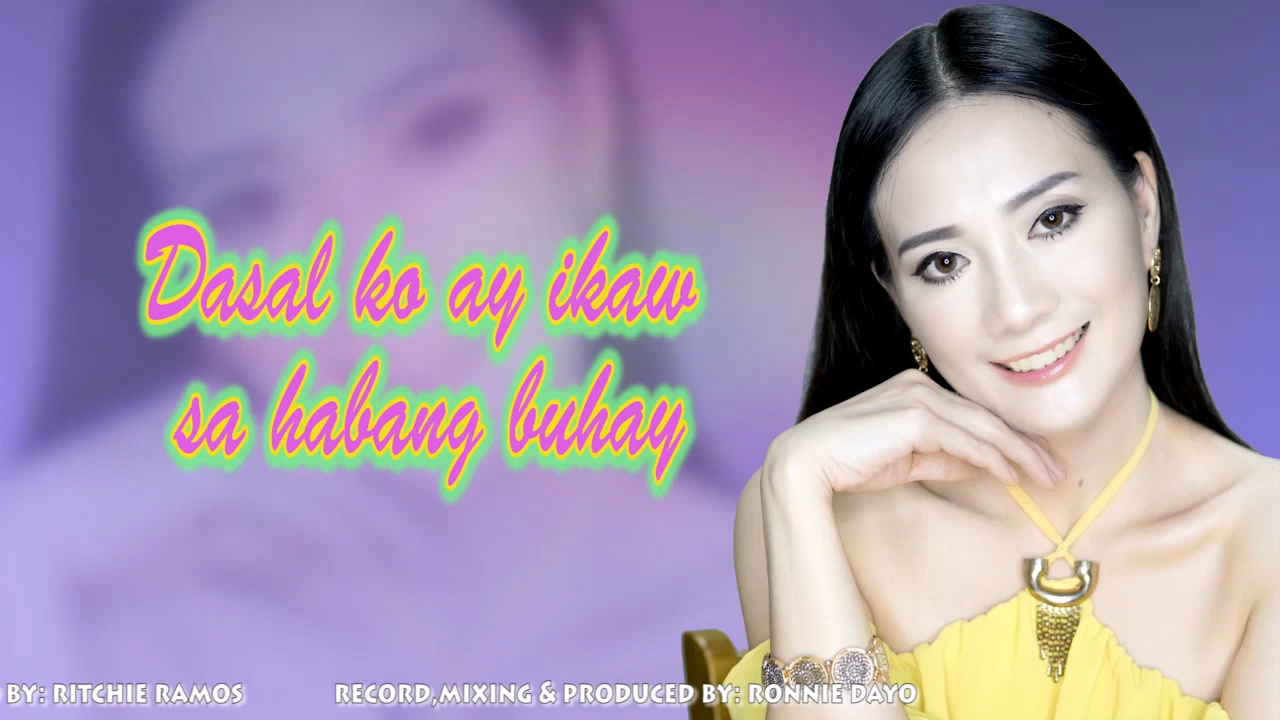 Dasal ko ay ikaw
sa habang buhay
BY: RITCHIE RAMOS RECORD,MIXING & PRODUCED BY: RONNIE DAYO